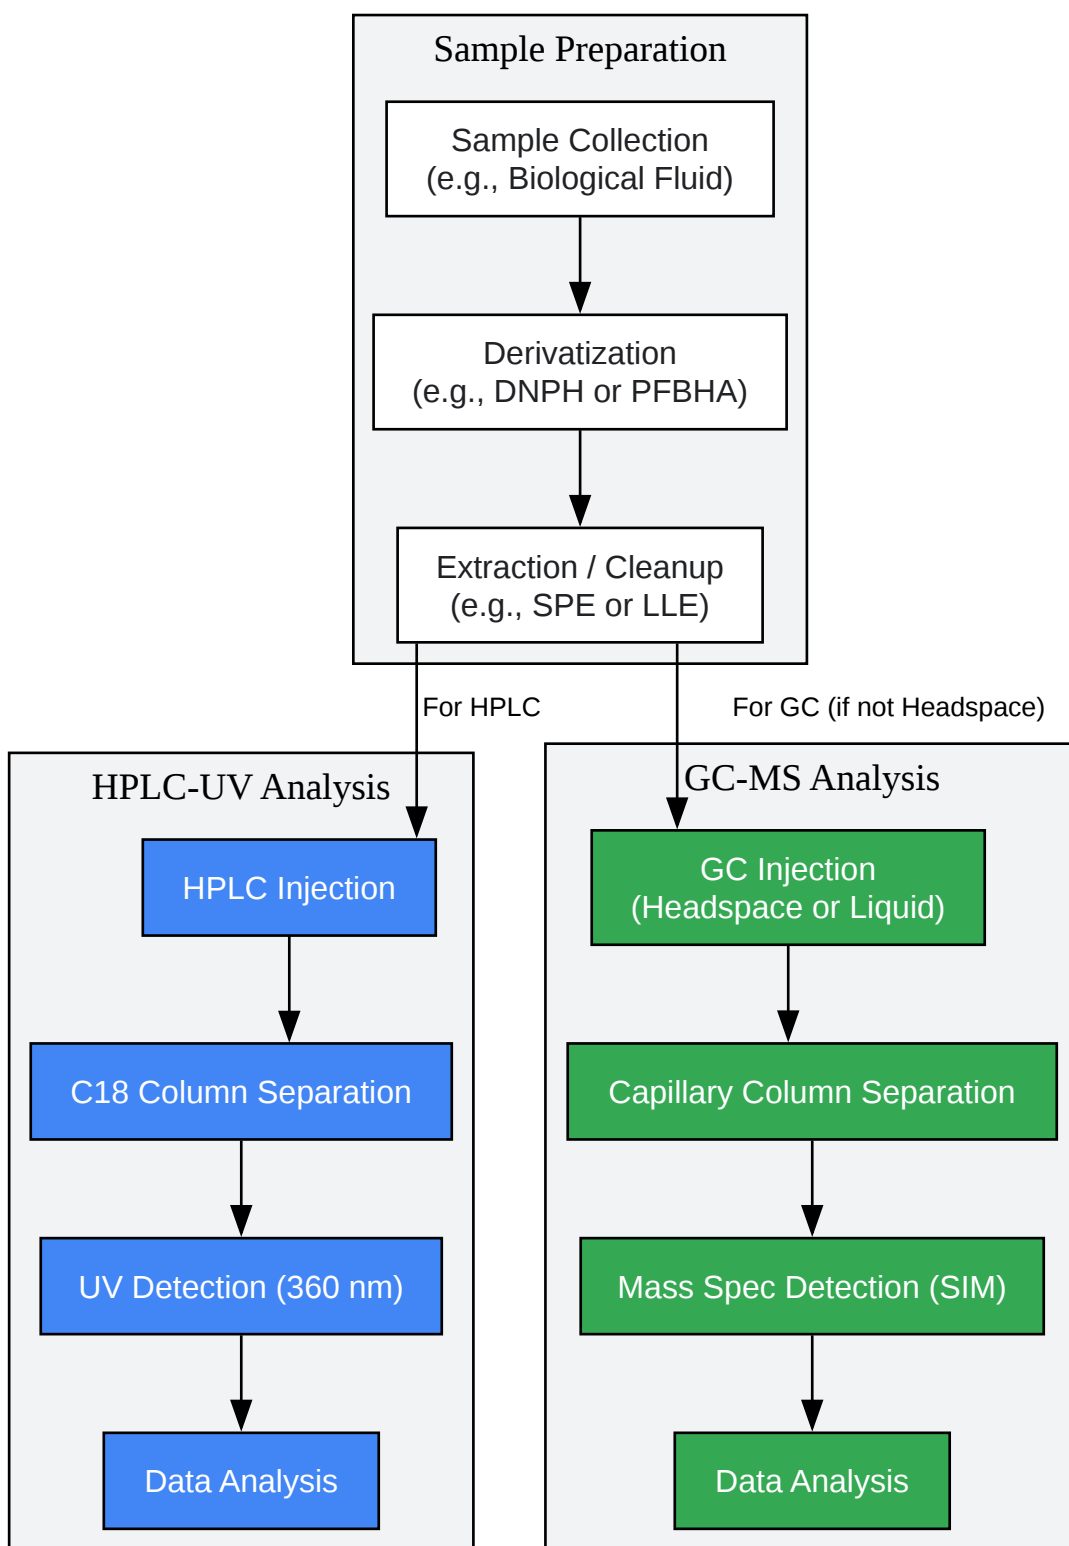 Sample Preparation
Sample Collection
(e.g., Biological Fluid)
Derivatization
(e.g., DNPH or PFBHA)
Extraction / Cleanup
(e.g., SPE or LLE)
For HPLC
For GC (if not Headspace)
HPLC-UV Analysis
HPLC Injection
C18 Column Separation
UV Detection (360 nm)
Data Analysis
GC-MS Analysis
GC Injection
(Headspace or Liquid)
Capillary Column Separation
Mass Spec Detection (SIM)
Data Analysis